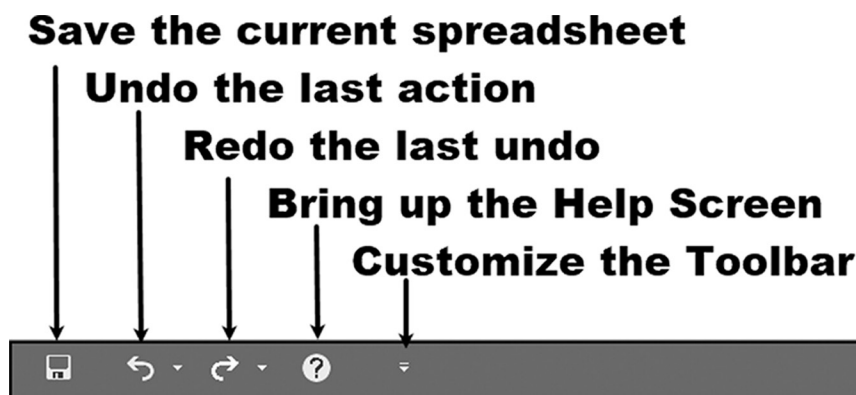 Save the current spreadsheet
Undo the last action
Redo the last undo
Bring up the Help Screen
Customize the Toolbar
?